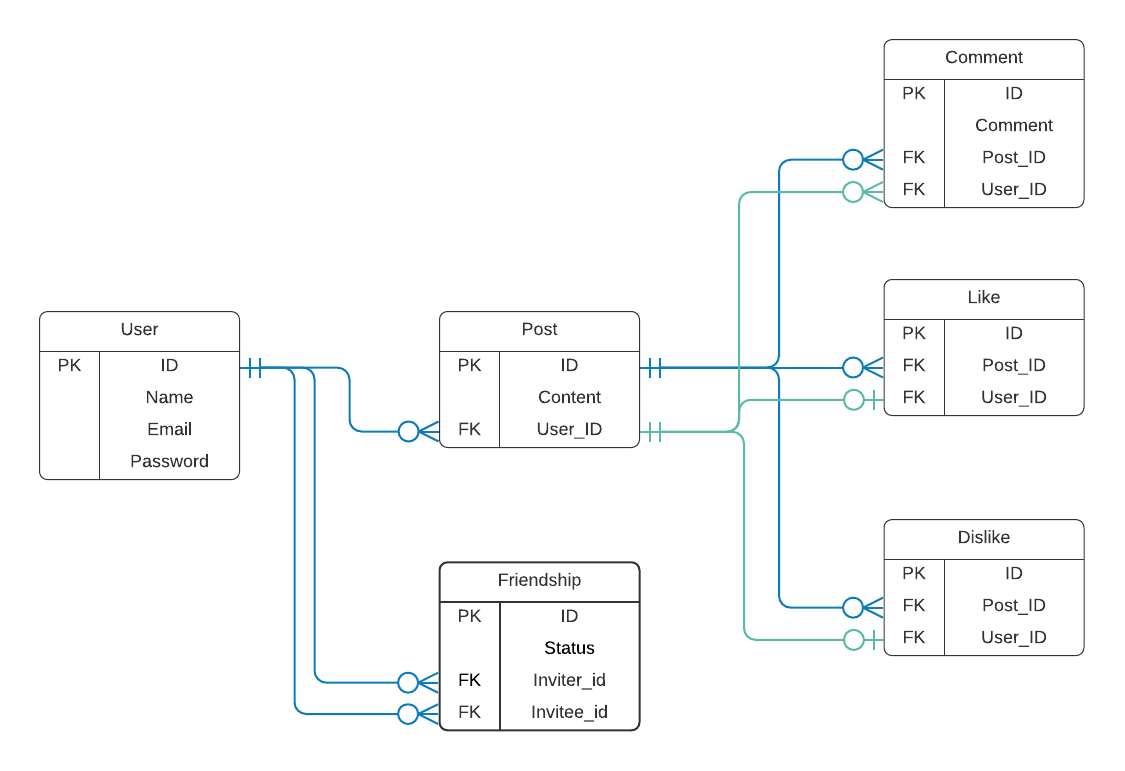 Comment
PK ID
Comment
FK Post_ID
FK User_ID
Like
PK ID
FK Post_ID
FK User_ID
User
PK ID
Name
Email
Password
Post
PK ID
Content
FK User_ID
Dislike
PK ID
FK Post_ID
FK User_ID
Friendship
PK ID
Status
FK Inviter_id
FK Invitee_id